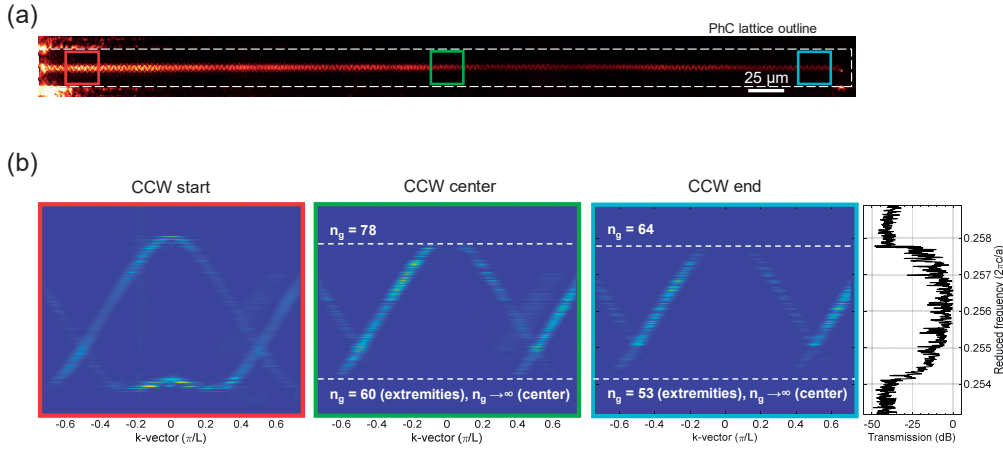 (a)
PhC lattice outline
25 μm
(b)
CCW start
CCW center
CCW end
n_g = 78
n_g = 64
n_g = 60 (extremities), n_g →∞ (center)
n_g = 53 (extremities), n_g →∞ (center)
0.258
0.257
0.256
0.255
0.254
Reduced frequency (2πc/a)
-0.6 -0.4 -0.2 0 0.2 0.4 0.6
k-vector (π/L)
-0.6 -0.4 -0.2 0 0.2 0.4 0.6
k-vector (π/L)
-0.6 -0.4 -0.2 0 0.2 0.4 0.6
k-vector (π/L)
-50 -25 0
Transmission (dB)